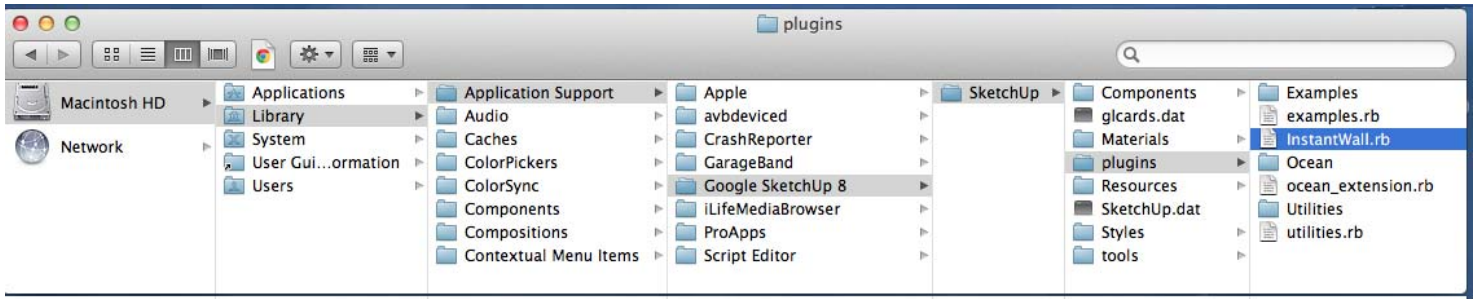 plugins
Macintosh HD
Network
Applications
Library
System
User Gui...ormation
Users
Application Support
Audio
Caches
ColorPickers
ColorSync
Components
Compositions
Contextual Menu Items
Apple
avbdeviced
CrashReporter
GarageBand
Google SketchUp 8
iLifeMediaBrowser
ProApps
Script Editor
SketchUp
Components
glcards.dat
Materials
plugins
Resources
SketchUp.dat
Styles
tools
Examples
examples.rb
InstantWall.rb
Ocean
ocean_extension.rb
Utilities
utilities.rb